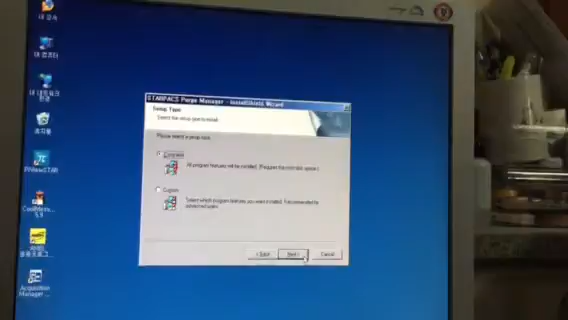 내 문서
내 컴퓨터
내 네트워크
환경
휴지통
PiViewSTAR
Acquisition
Manager ...
STARPACS Purge Manager - InstallShield Wizard
Setup Type
Select the setup type to install.
Please select a setup type.
Complete
All program features will be installed. (Requires the most disk space.)
Custom
Select which program features you want installed. Recommended for
advanced users.
< Back
Next >
Cancel